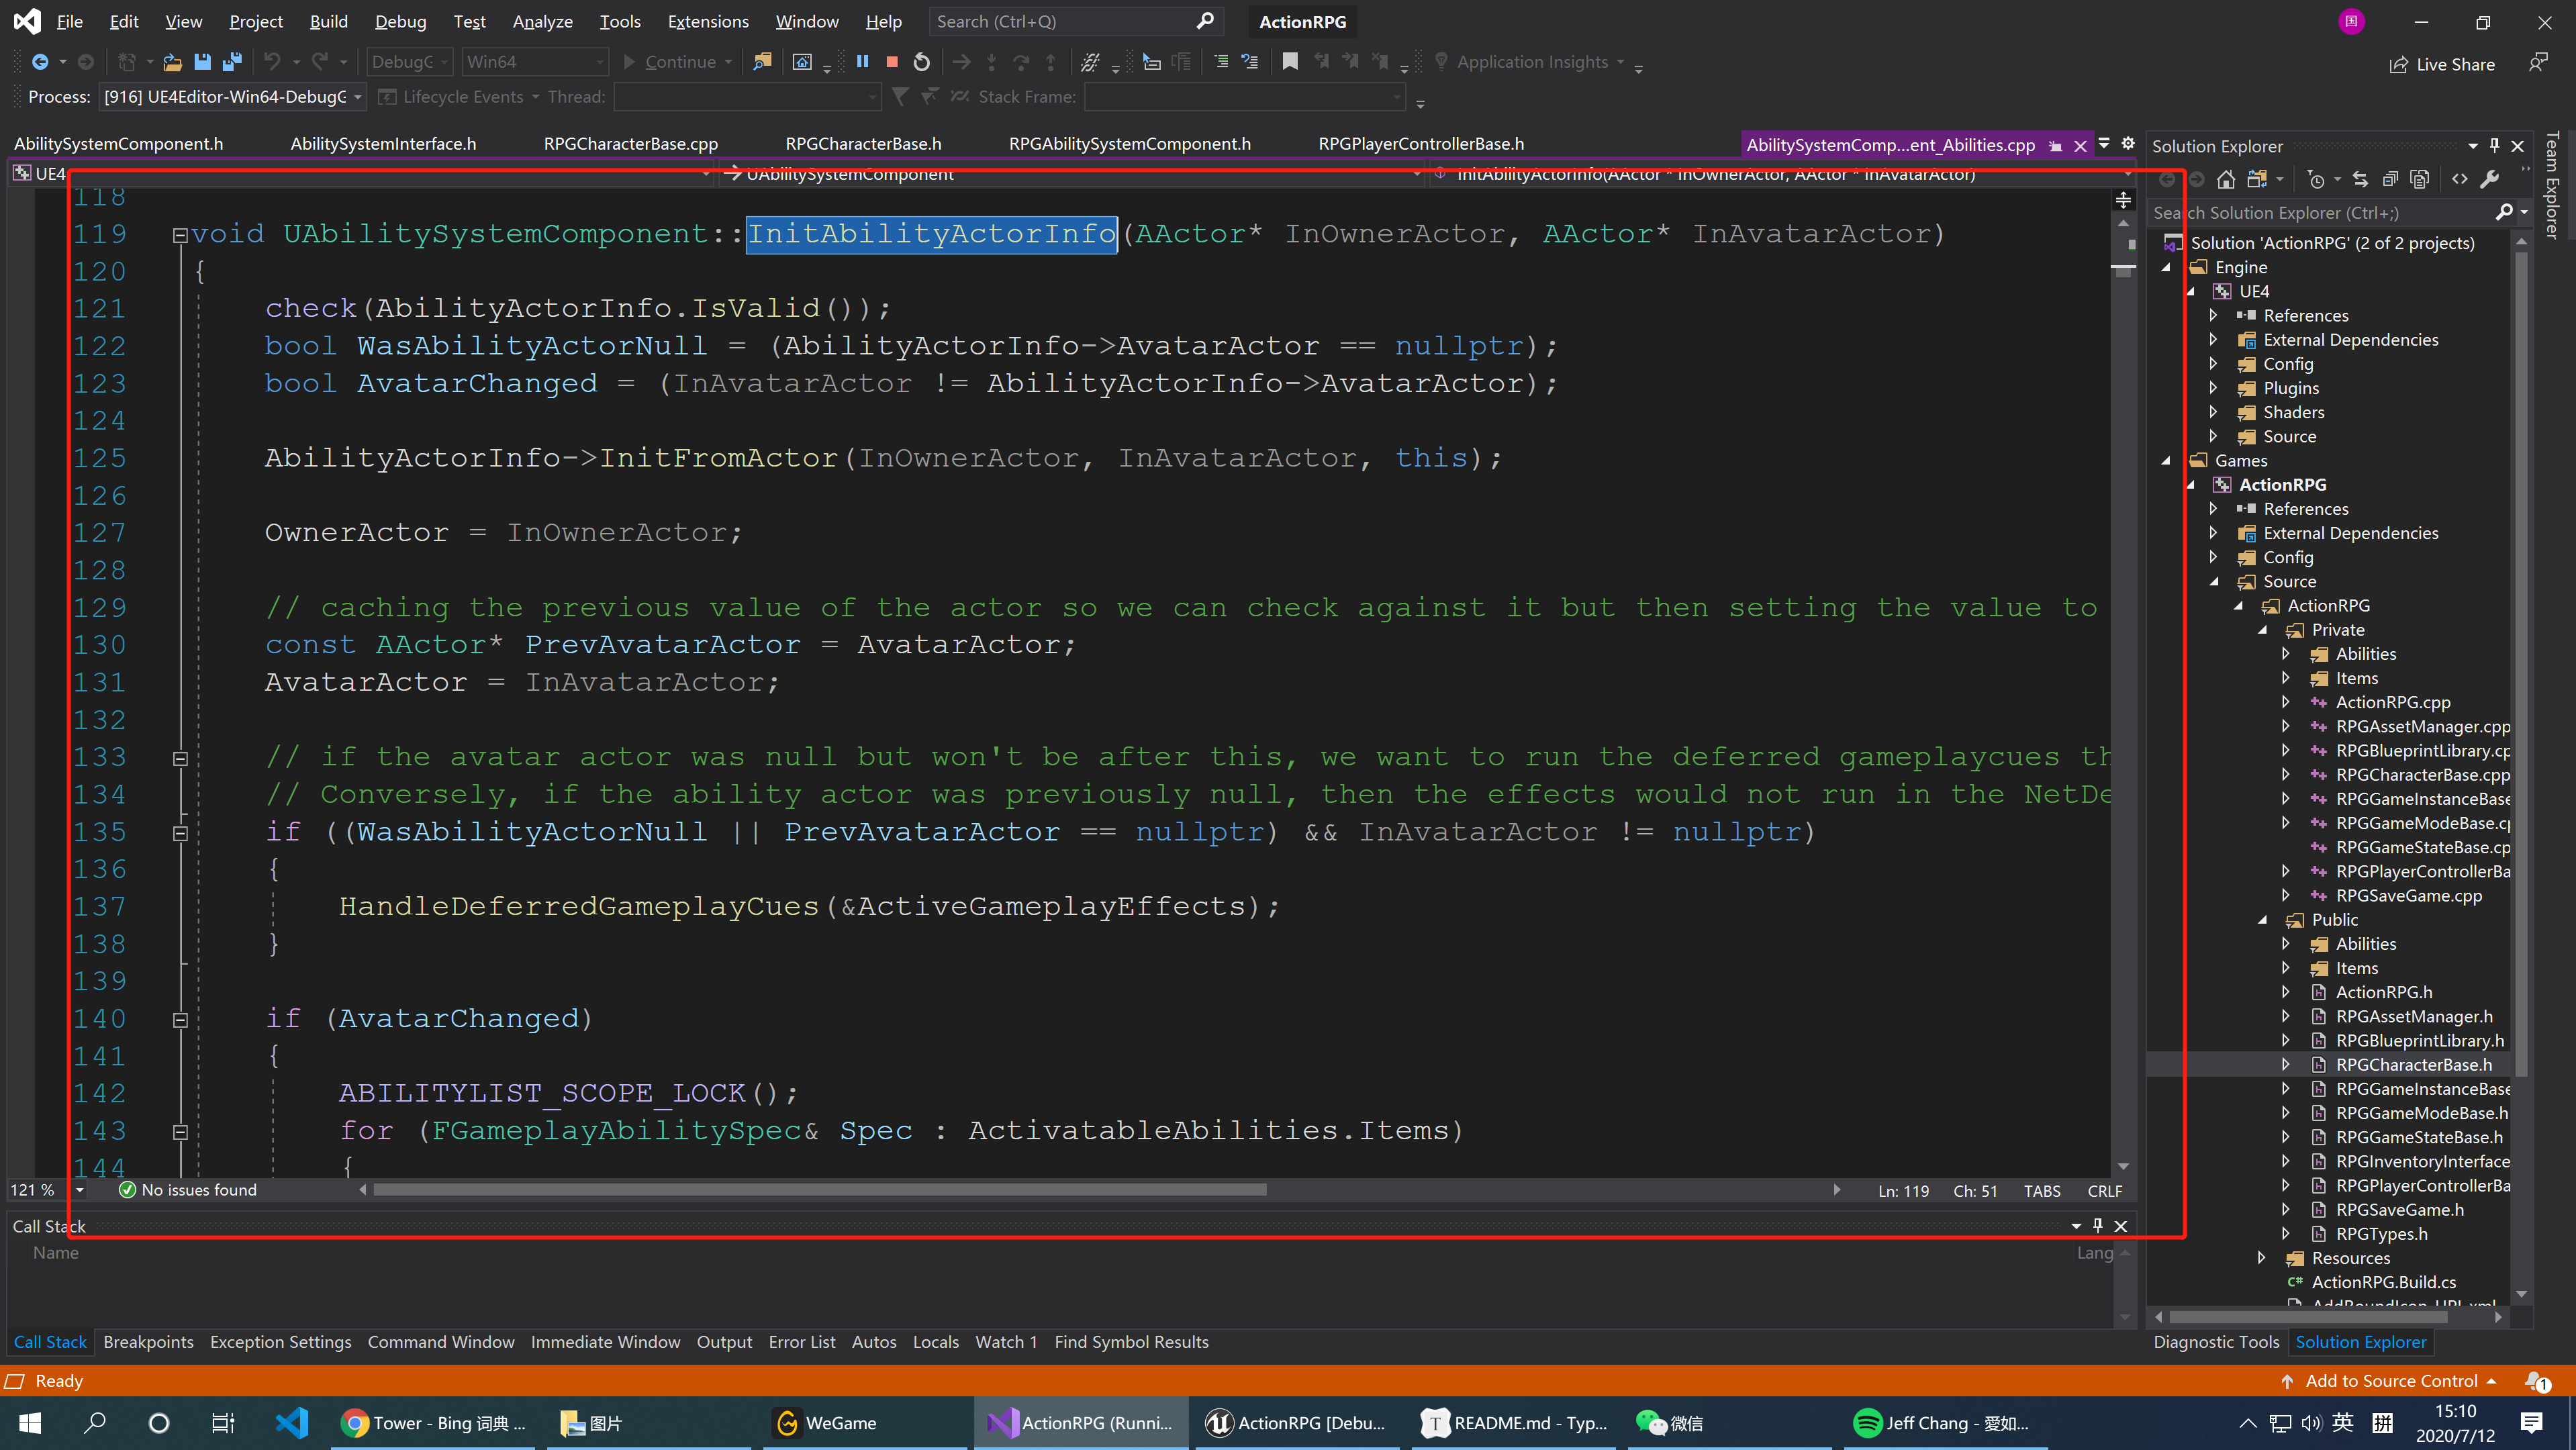 File Edit View Project Build Debug Test Analyze Tools Extensions Window Help Search (Ctrl+Q) ActionRPG 国
DebugG Win64 Continue Application Insights Live Share
Process: [916] UE4Editor-Win64-DebugG Lifecycle Events Thread: Stack Frame:
AbilitySystemComponent.h AbilitySystemInterface.h RPGCharacterBase.cpp RPGCharacterBase.h RPGAbilitySystemComponent.h RPGPlayerControllerBase.h AbilitySystemComp...ent_Abilities.cpp
UE4 UAbilitySystemComponent InitAbilityActorInfo(AActor * InOwnerActor, AActor * InAvatarActor)
118
119 void UAbilitySystemComponent::InitAbilityActorInfo(AActor* InOwnerActor, AActor* InAvatarActor)
120 {
121 check(AbilityActorInfo.IsValid());
122 bool WasAbilityActorNull = (AbilityActorInfo->AvatarActor == nullptr);
123 bool AvatarChanged = (InAvatarActor != AbilityActorInfo->AvatarActor);
124
125 AbilityActorInfo->InitFromActor(InOwnerActor, InAvatarActor, this);
126
127 OwnerActor = InOwnerActor;
128
129 // caching the previous value of the actor so we can check against it but then setting the value to
130 const AActor* PrevAvatarActor = AvatarActor;
131 AvatarActor = InAvatarActor;
132
133 // if the avatar actor was null but won't be after this, we want to run the deferred gameplaycues th
134 // Conversely, if the ability actor was previously null, then the effects would not run in the NetDe
135 if ((WasAbilityActorNull || PrevAvatarActor == nullptr) && InAvatarActor != nullptr)
136 {
137 HandleDeferredGameplayCues(&ActiveGameplayEffects);
138 }
139
140 if (AvatarChanged)
141 {
142 ABILITYLIST_SCOPE_LOCK();
143 for (FGameplayAbilitySpec& Spec : ActivatableAbilities.Items)
144 {
121 % No issues found Ln: 119 Ch: 51 TABS CRLF
Call Stack
Name Lang
Call Stack Breakpoints Exception Settings Command Window Immediate Window Output Error List Autos Locals Watch 1 Find Symbol Results
Solution Explorer
Search Solution Explorer (Ctrl+;)
Solution 'ActionRPG' (2 of 2 projects)
Engine
UE4
References
External Dependencies
Config
Plugins
Shaders
Source
Games
ActionRPG
References
External Dependencies
Config
Source
ActionRPG
Private
Abilities
Items
ActionRPG.cpp
RPGAssetManager.cpp
RPGBlueprintLibrary.cp
RPGCharacterBase.cpp
RPGGameInstanceBase
RPGGameModeBase.cp
RPGGameStateBase.cp
RPGPlayerControllerBa
RPGSaveGame.cpp
Public
Abilities
Items
ActionRPG.h
RPGAssetManager.h
RPGBlueprintLibrary.h
RPGCharacterBase.h
RPGGameInstanceBase
RPGGameModeBase.h
RPGGameStateBase.h
RPGInventoryInterface
RPGPlayerControllerBa
RPGSaveGame.h
RPGTypes.h
Resources
ActionRPG.Build.cs
Diagnostic Tools Solution Explorer
Team Explorer
Ready Add to Source Control 1
Tower - Bing 词典 ... 图片 WeGame ActionRPG (Runni... ActionRPG [Debu... README.md - Typ... 微信 Jeff Chang - 愛如... 英 拼 15:10
2020/7/12